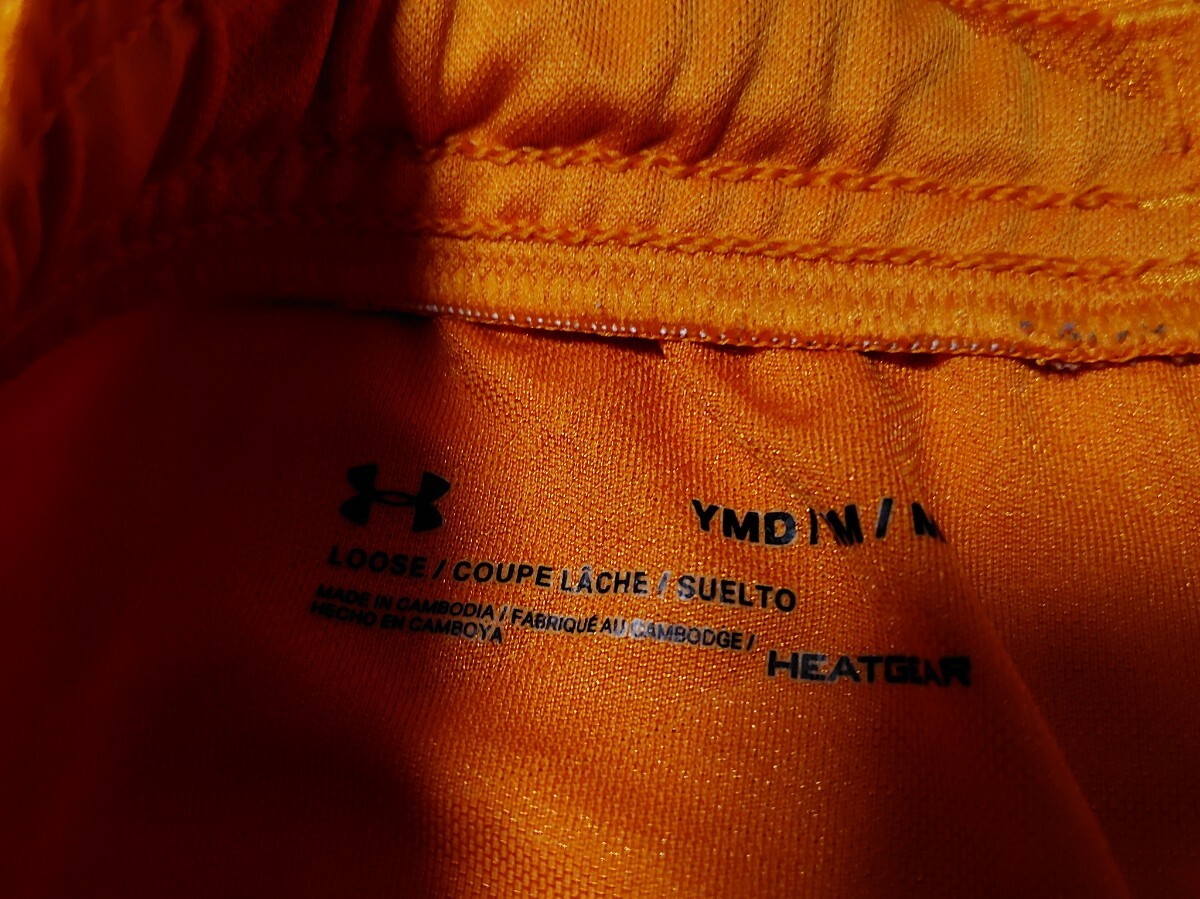 YMD / M / M
LOOSE / COUPE LÂCHE / SUELTO
MADE IN CAMBODIA / FABRIQUÉ AU CAMBODGE /
HECHO EN CAMBOYA
HEATGEAR